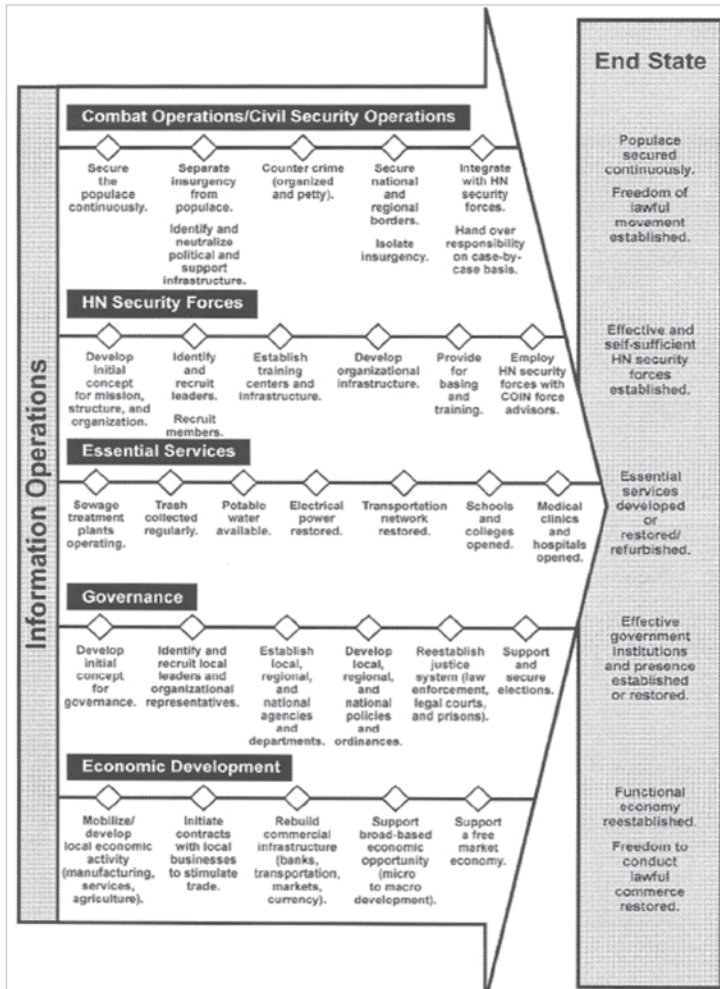 Information Operations
Combat Operations/Civil Security Operations
Secure
the
populace
continuously.
Separate
insurgency
from
populace.
Identify and
neutralize
political and
support
infrastructure.
Counter crime
(organized
and petty).
Secure
national
and
regional
borders.
Isolate
insurgency.
Integrate
with HN
security
forces.
Hand over
responsibility
on case-by-
case basis.
HN Security Forces
Develop
initial
concept
for mission,
structure, and
organization.
Identify
and
recruit
leaders.
Recruit
members.
Establish
training
centers and
infrastructure.
Develop
organizational
infrastructure.
Provide
for
basing
and
training.
Employ
HN security
forces with
COIN force
advisors.
Essential Services
Sewage
treatment
plants
operating.
Trash
collected
regularly.
Potable
water
available.
Electrical
power
restored.
Transportation
network
restored.
Schools
and
colleges
opened.
Medical
clinics
and
hospitals
opened.
Governance
Develop
initial
concept
for
governance.
Identify and
recruit local
leaders and
organizational
representatives.
Establish
local,
regional,
and
national
agencies
and
departments.
Develop
local,
regional,
and
national
policies
and
ordinances.
Reestablish
justice
system (law
enforcement,
legal courts,
and prisons).
Support
and
secure
elections.
Economic Development
Mobilize/
develop
local economic
activity
(manufacturing,
services,
agriculture).
Initiate
contracts
with local
businesses
to stimulate
trade.
Rebuild
commercial
infrastructure
(banks,
transportation,
markets,
currency).
Support
broad-based
economic
opportunity
(micro
to macro
development).
Support
a free
market
economy.
End State
Populace
secured
continuously.
Freedom of
lawful
movement
established.
Effective and
self-sufficient
HN security
forces
established.
Essential
services
developed
or
restored/
refurbished.
Effective
government
institutions
and presence
established
or restored.
Functional
economy
reestablished.
Freedom to
conduct
lawful
commerce
restored.